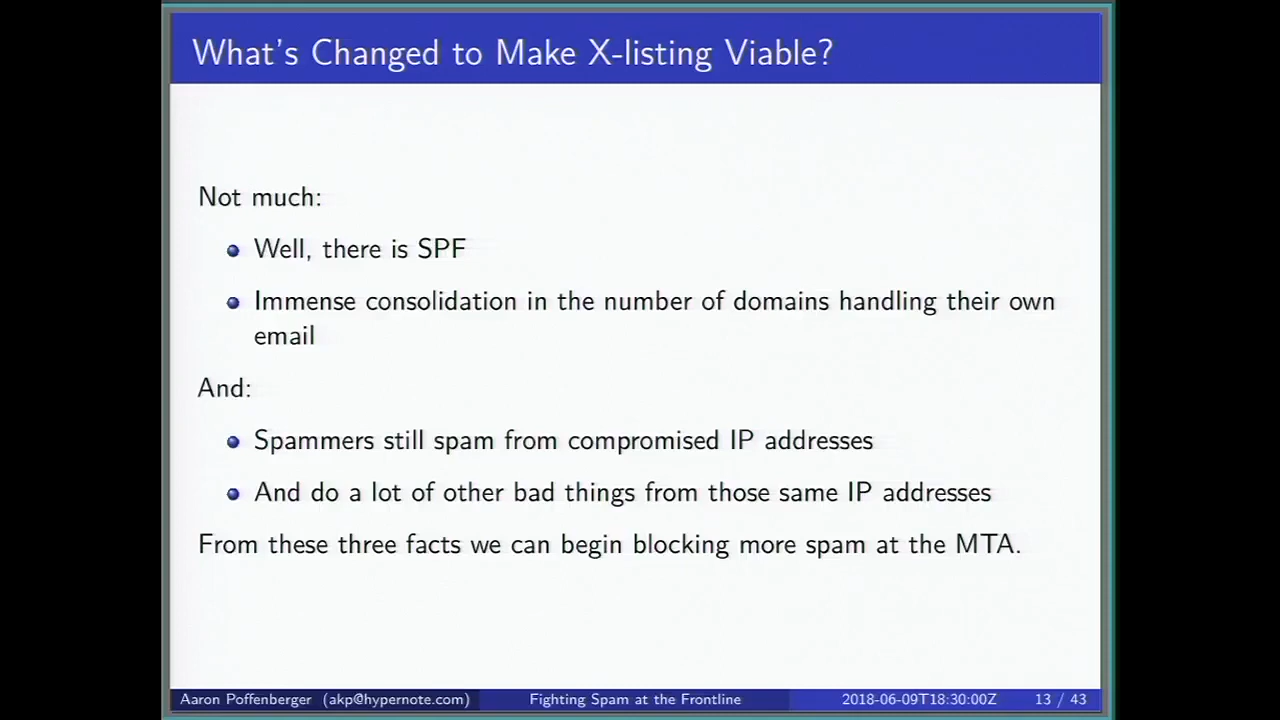 What's Changed to Make X-listing Viable?
Not much:
Well, there is SPF
Immense consolidation in the number of domains handling their own
email
And:
Spammers still spam from compromised IP addresses
And do a lot of other bad things from those same IP addresses
From these three facts we can begin blocking more spam at the MTA.
Aaron Poffenberger (akp@hypernote.com) Fighting Spam at the Frontline 2018-06-09T18:30:00Z 13 / 43